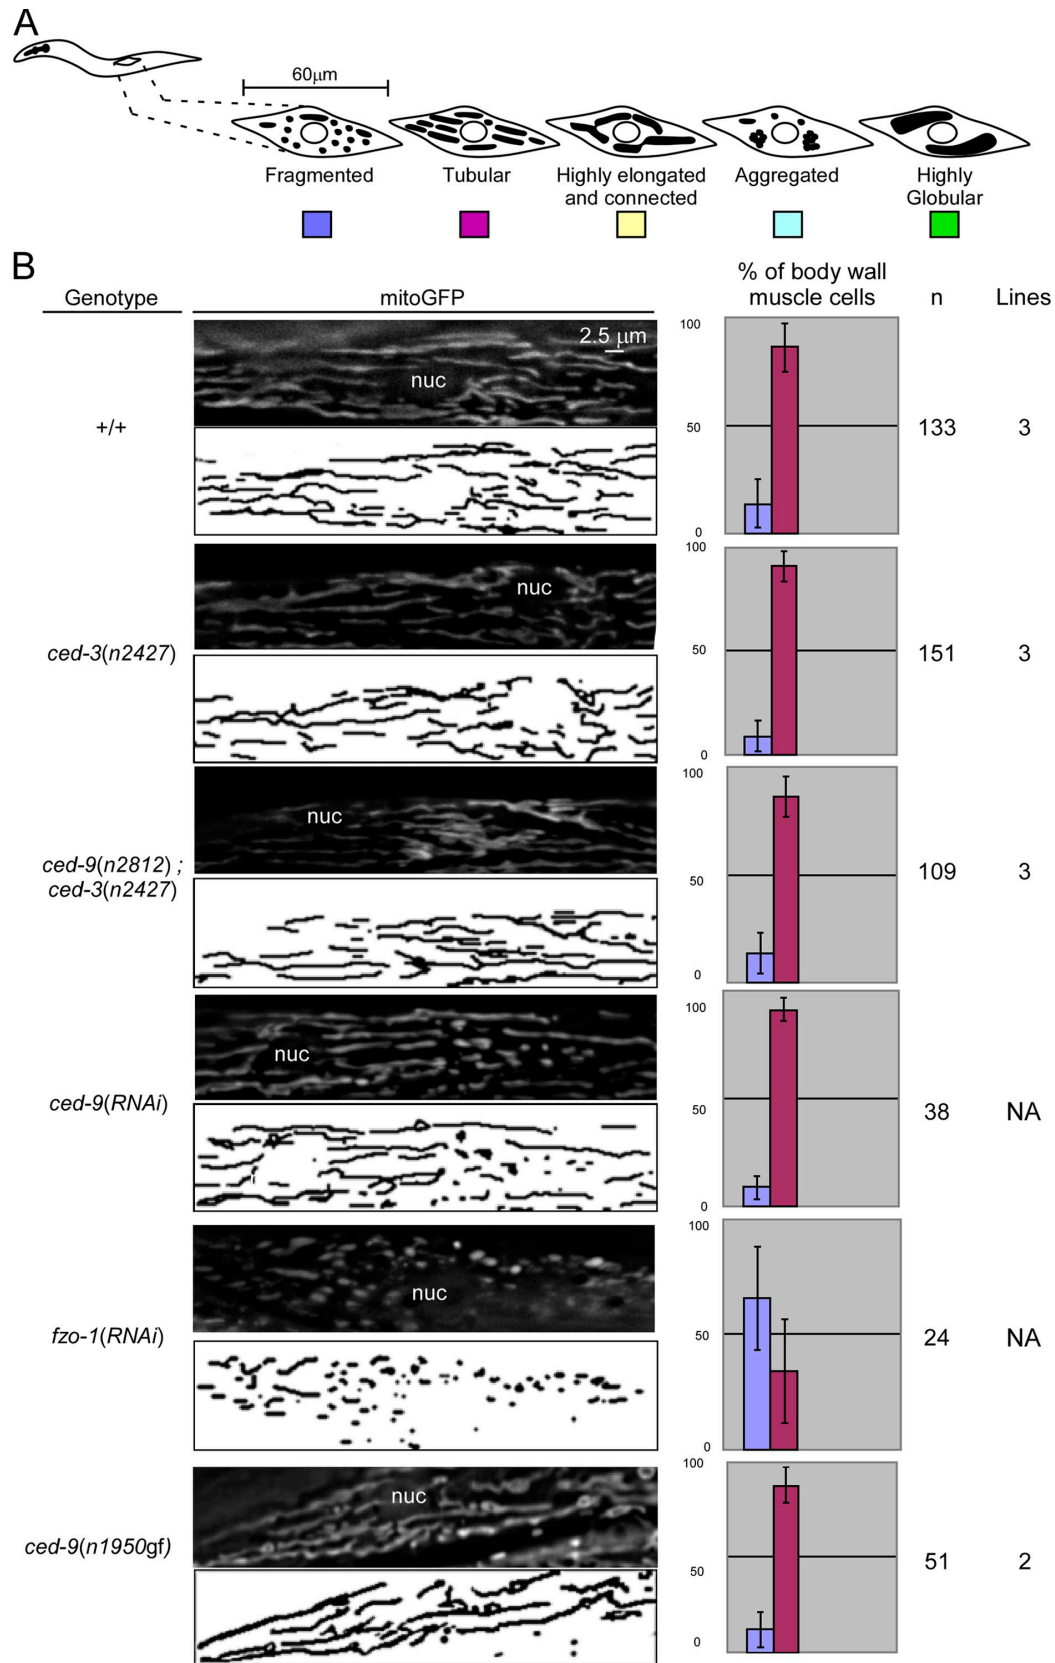 A
60µm
Fragmented
Tubular
Highly elongated
and connected
Aggregated
Highly
Globular
B
Genotype
mitoGFP
% of body wall
muscle cells
n
Lines
+/+
2.5 µm
nuc
100
50
0
133
3
ced-3(n2427)
nuc
100
50
0
151
3
ced-9(n2812) ;
ced-3(n2427)
nuc
100
50
0
109
3
ced-9(RNAi)
nuc
100
50
0
38
NA
fzo-1(RNAi)
nuc
100
50
0
24
NA
ced-9(n1950gf)
nuc
100
50
0
51
2